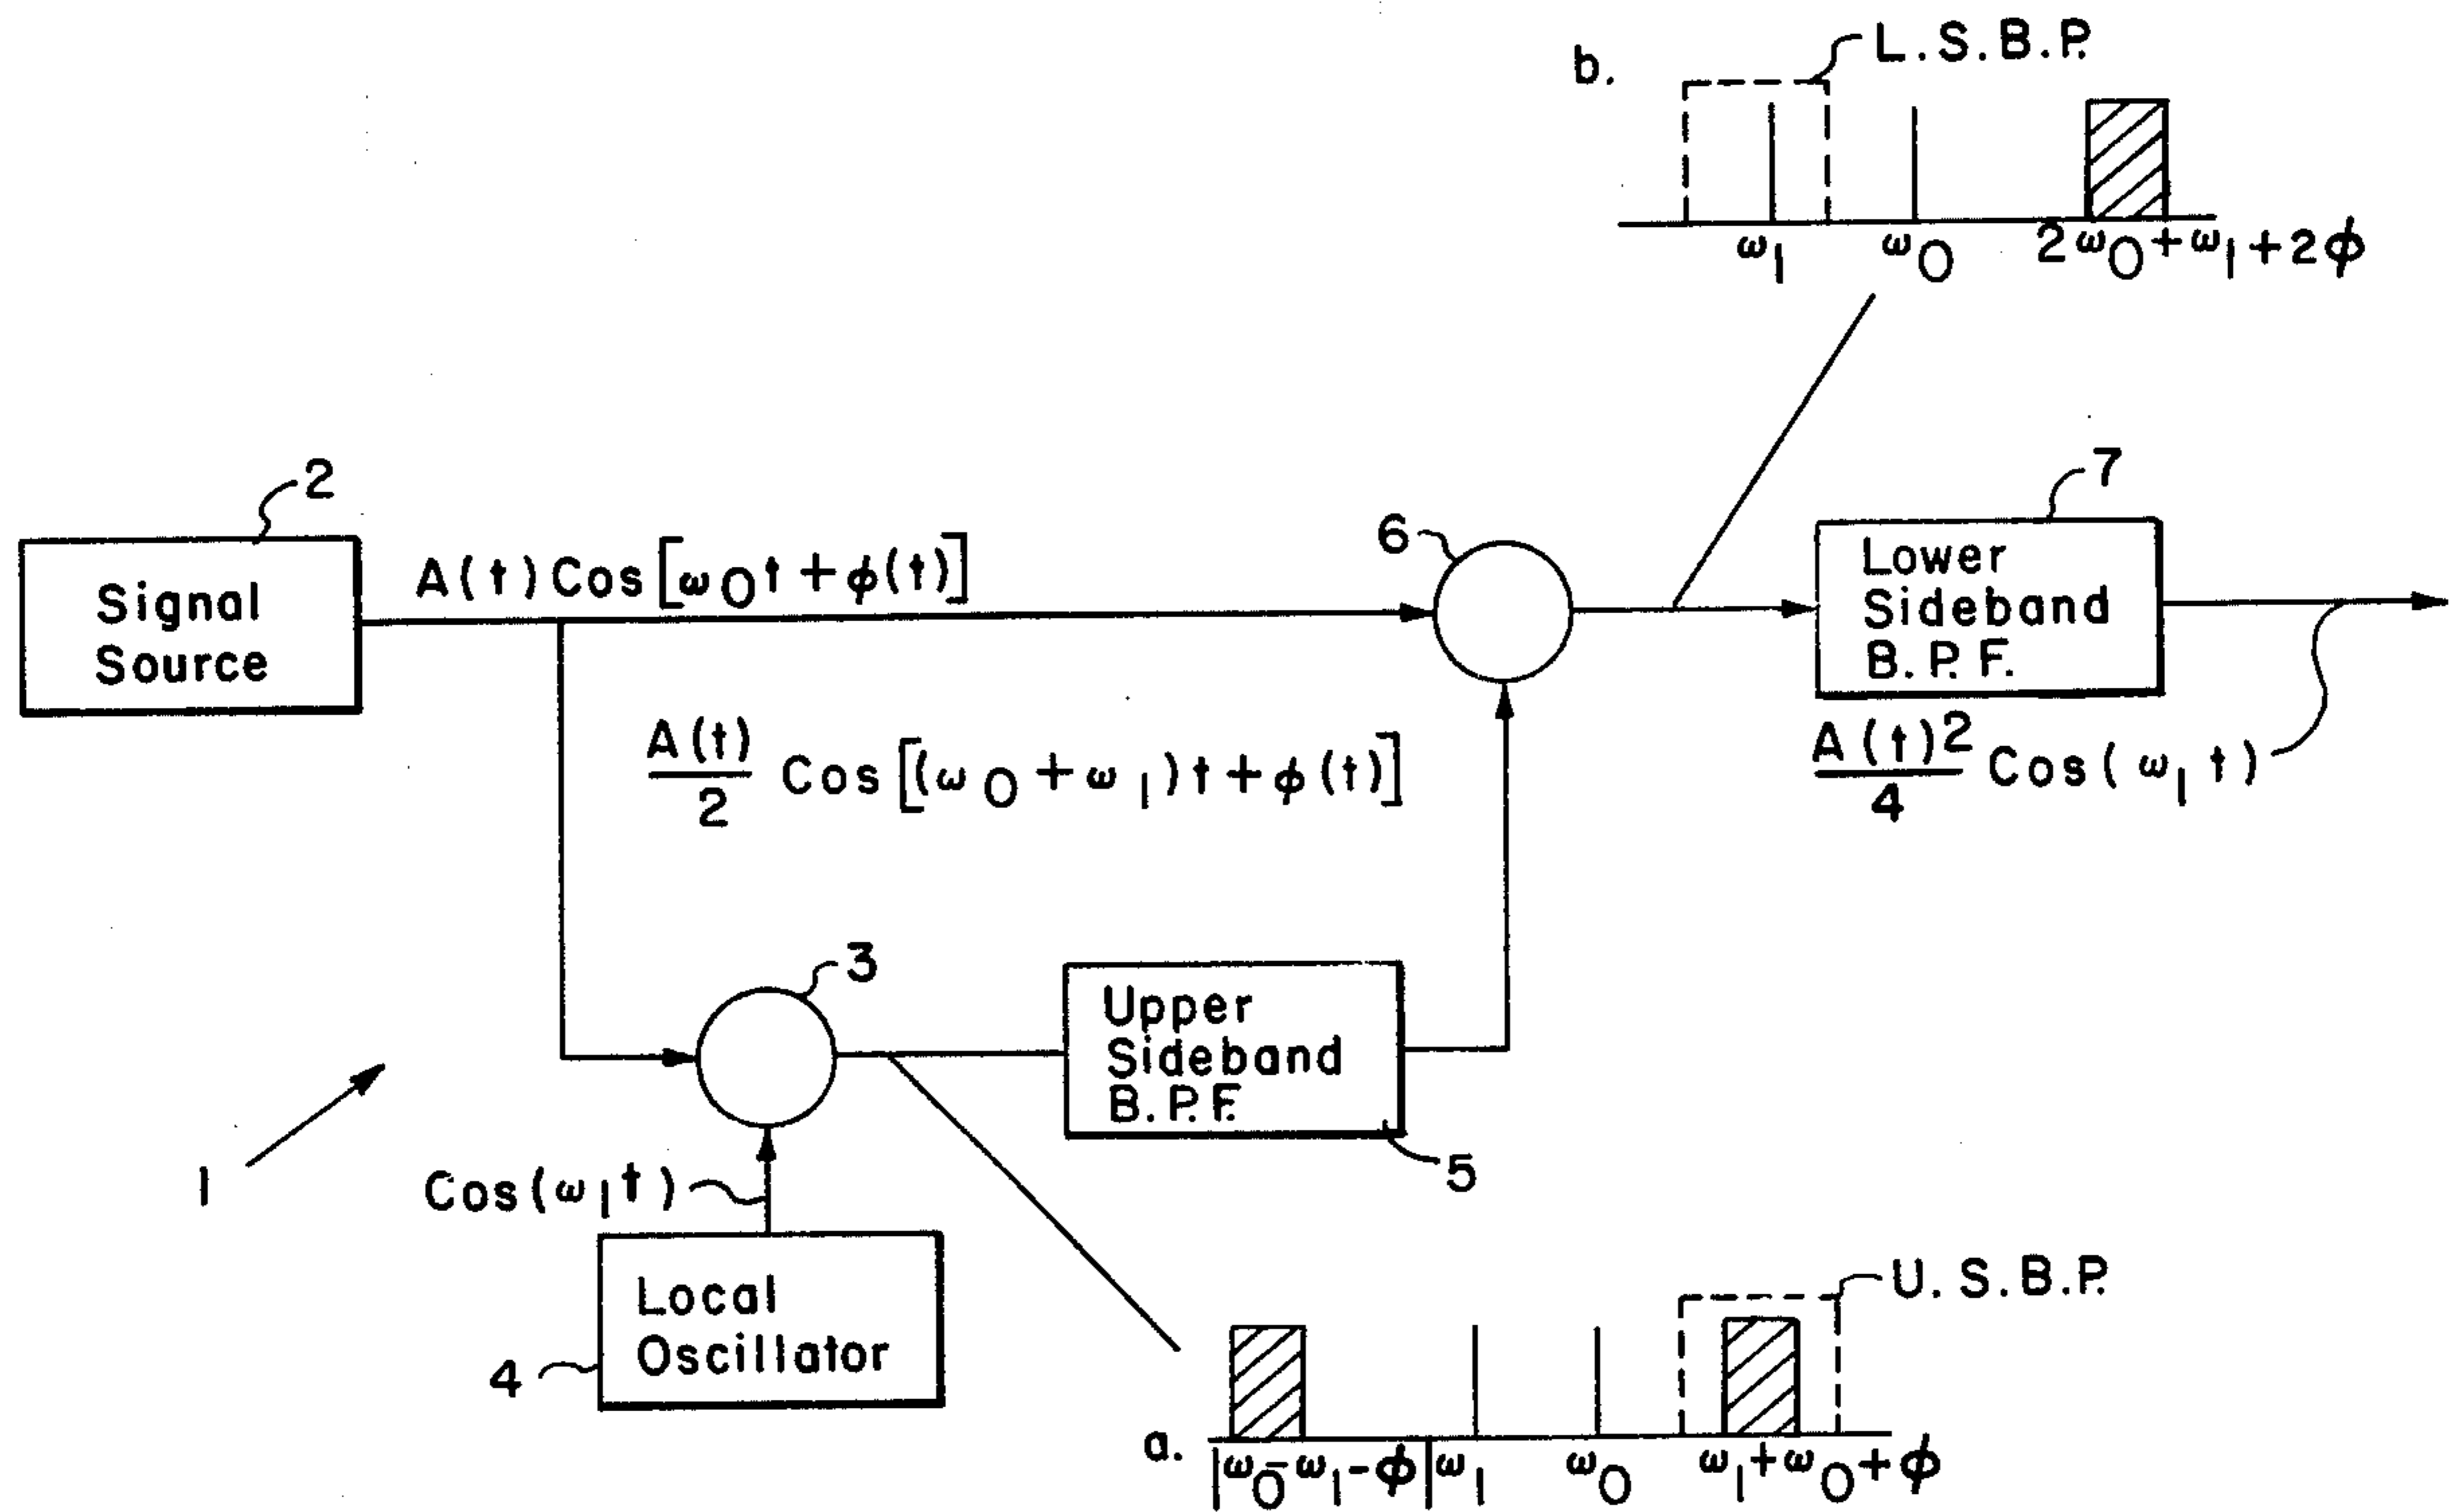 b.
L.S.B.P.
ω1
ω0
2ω0+ω1+2ϕ
2
Signal
Source
A(t)Cos[ω0t+ϕ(t)]
6
7
Lower
Sideband
B.P.F.
A(t)
2
Cos[(ω0+ω1)t+ϕ(t)]
A(t)2
4
Cos(ω1t)
3
Upper
Sideband
B.P.F.
5
1
Cos(ω1t)
Local
Oscillator
4
U.S.B.P.
a.
|ω0-ω1-ϕ|
ω1
ω0
ω1+ω0+ϕ